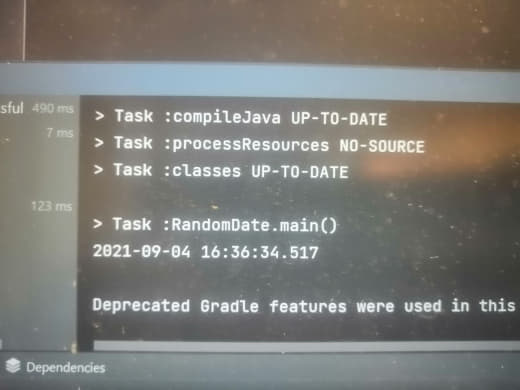 sful 490 ms
7 ms
123 ms
> Task :compileJava UP-TO-DATE
> Task :processResources NO-SOURCE
> Task :classes UP-TO-DATE
> Task :RandomDate.main()
2021-09-04 16:36:34.517
Deprecated Gradle features were used in this
Dependencies